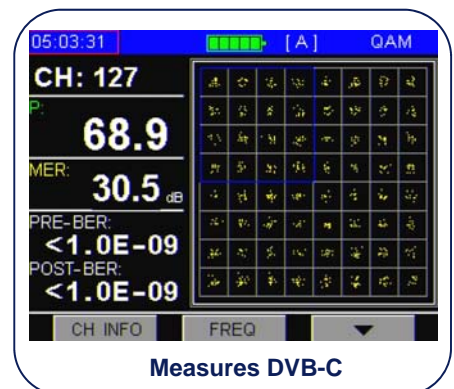 05:03:31 [ A ] QAM
CH: 127
P:
68.9
MER:
30.5 dB
PRE-BER:
<1.0E-09
POST-BER:
<1.0E-09
CH INFO FREQ
Measures DVB-C